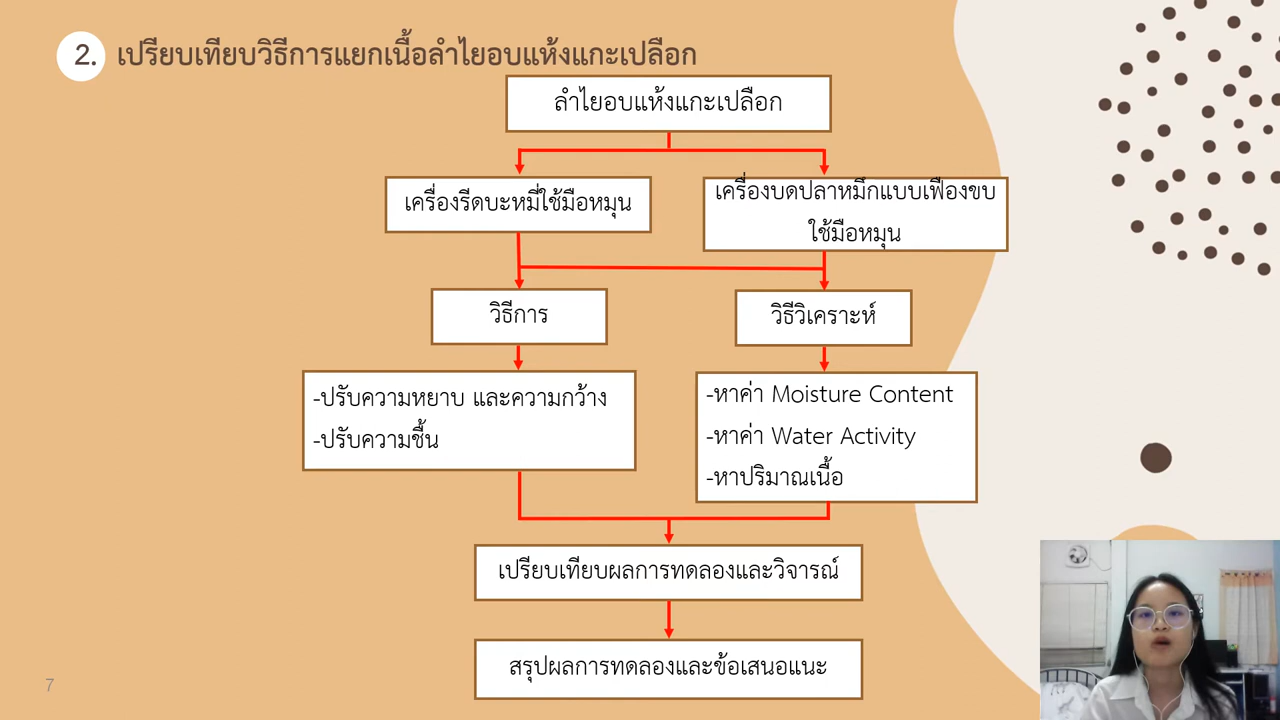 2. เปรียบเทียบวิธีการแยกเนื้อลำไยอบแห้งแกะเปลือก
ลำไยอบแห้งแกะเปลือก
เครื่องรีดบะหมี่ใช้มือหมุน
เครื่องบดปลาหมึกแบบเฟืองขบ
ใช้มือหมุน
วิธีการ
วิธีวิเคราะห์
-ปรับความหยาบ และความกว้าง
-ปรับความชื้น
-หาค่า Moisture Content
-หาค่า Water Activity
-หาปริมาณเนื้อ
เปรียบเทียบผลการทดลองและวิจารณ์
สรุปผลการทดลองและข้อเสนอแนะ
7